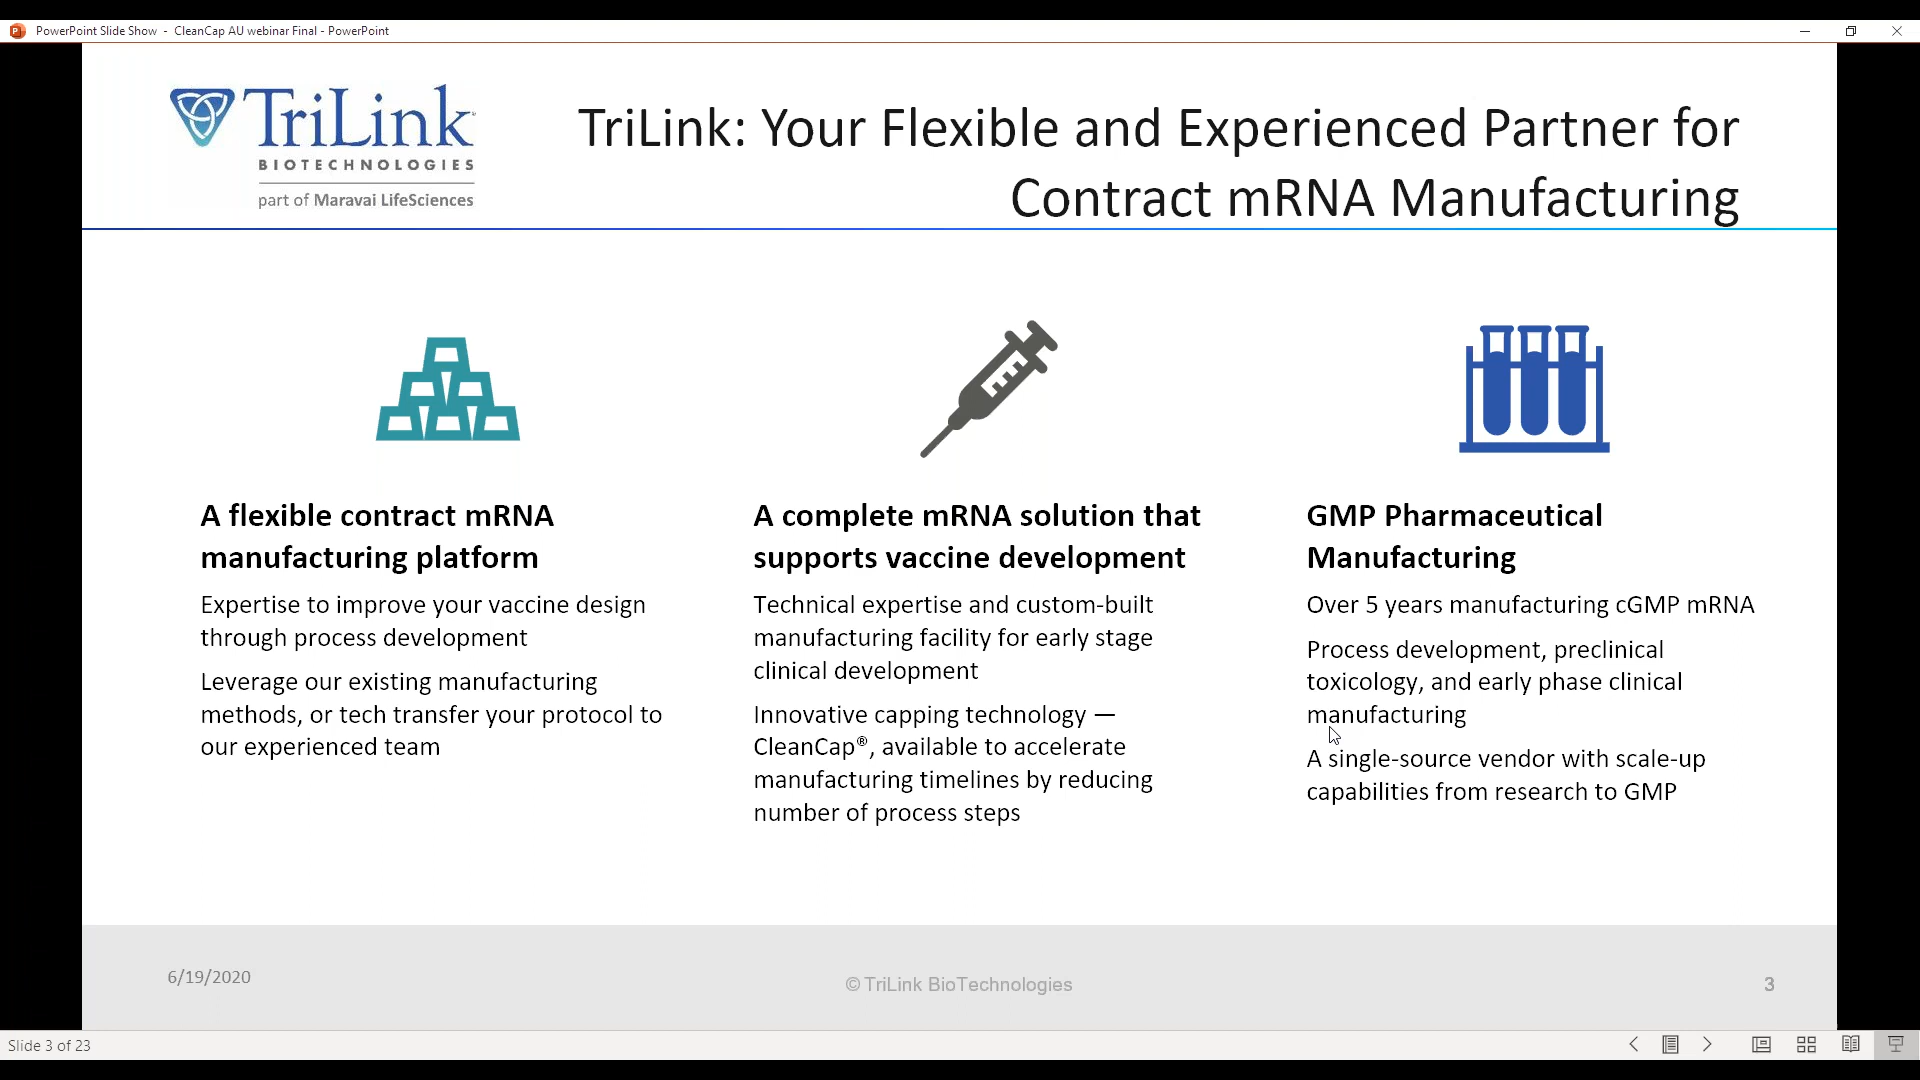 PowerPoint Slide Show - CleanCap AU webinar Final - PowerPoint
TriLink
BIOTECHNOLOGIES
part of Maravai LifeSciences
TriLink: Your Flexible and Experienced Partner for
Contract mRNA Manufacturing
A flexible contract mRNA
manufacturing platform
Expertise to improve your vaccine design
through process development
Leverage our existing manufacturing
methods, or tech transfer your protocol to
our experienced team
A complete mRNA solution that
supports vaccine development
Technical expertise and custom-built
manufacturing facility for early stage
clinical development
Innovative capping technology —
CleanCap®, available to accelerate
manufacturing timelines by reducing
number of process steps
GMP Pharmaceutical
Manufacturing
Over 5 years manufacturing cGMP mRNA
Process development, preclinical
toxicology, and early phase clinical
manufacturing
A single-source vendor with scale-up
capabilities from research to GMP
6/19/2020
© TriLink BioTechnologies
3
Slide 3 of 23